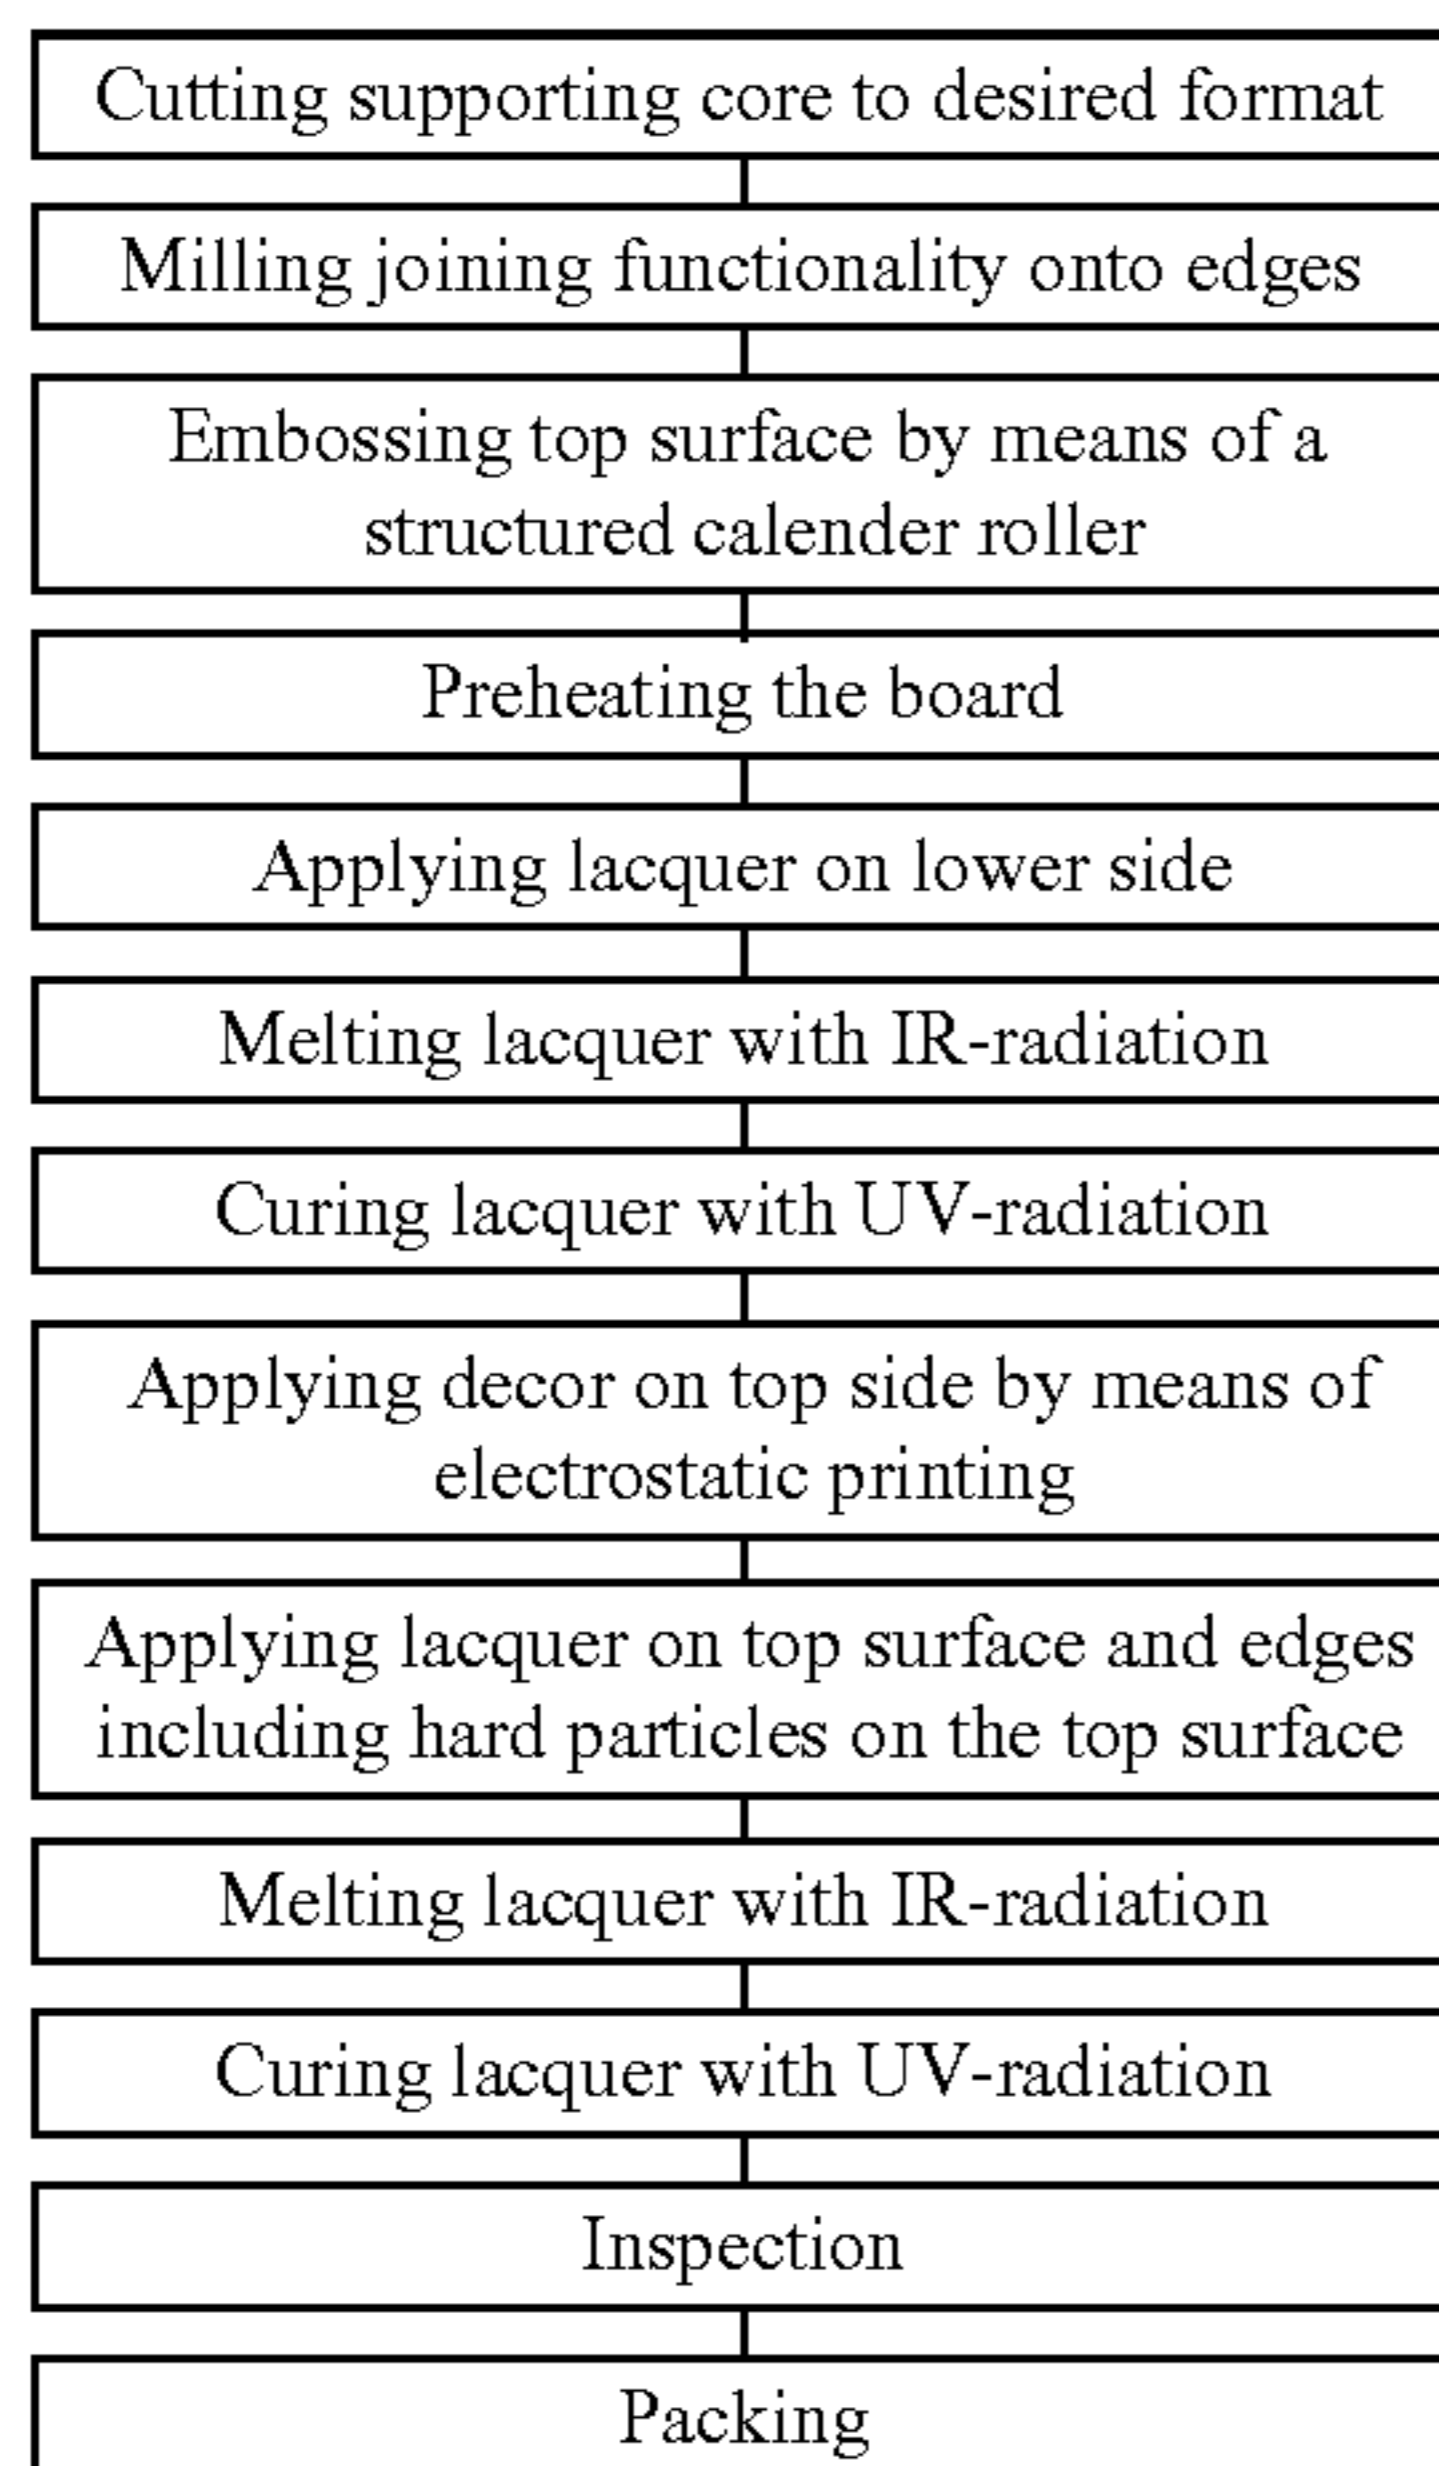 Cutting supporting core to desired format
Milling joining functionality onto edges
Embossing top surface by means of a
structured calender roller
Preheating the board
Applying lacquer on lower side
Melting lacquer with IR-radiation
Curing lacquer with UV-radiation
Applying decor on top side by means of
electrostatic printing
Applying lacquer on top surface and edges
including hard particles on the top surface
Melting lacquer with IR-radiation
Curing lacquer with UV-radiation
Inspection
Packing